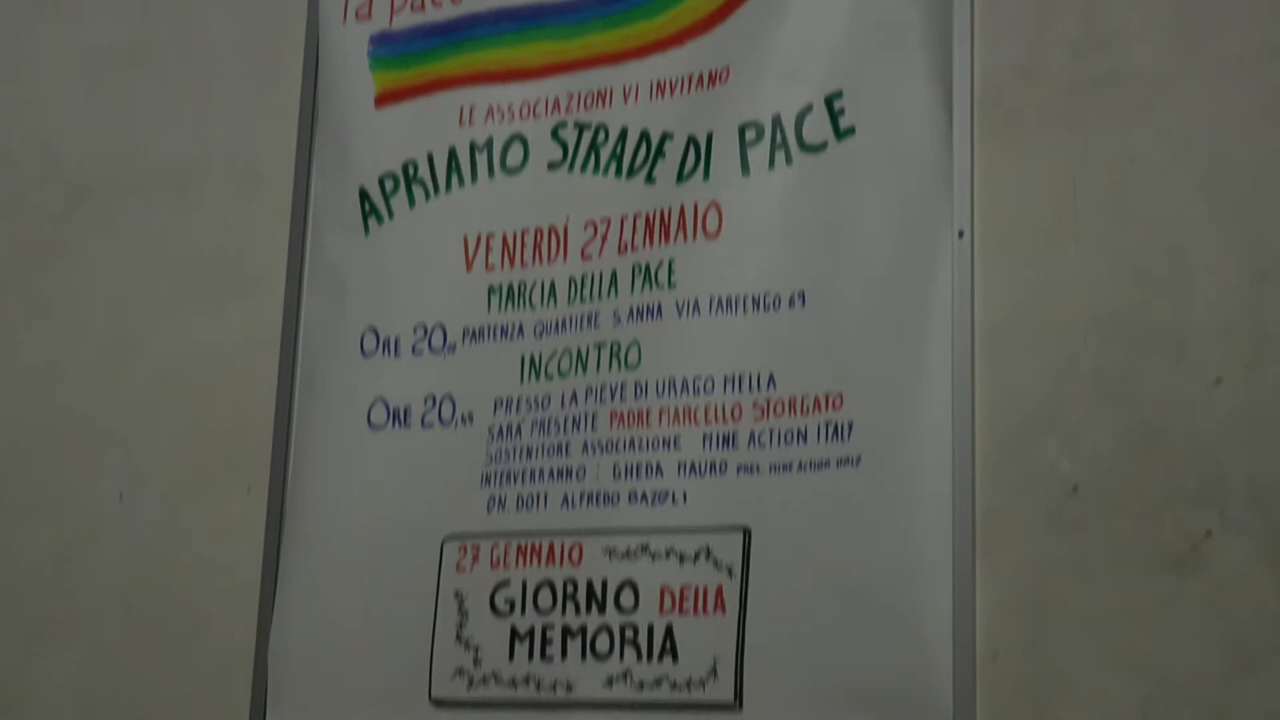 la pace
LE ASSOCIAZIONI VI INVITANO
APRIAMO STRADE DI PACE
VENERDÍ 27 GENNAIO
MARCIA DELLA PACE
ORE 20,00 PARTENZA QUARTIERE S.ANNA VIA FARFENGO 69
INCONTRO
ORE 20,45 PRESSO LA PIEVE DI URAGO MELLA
SARÀ PRESENTE PADRE MARCELLO STORGATO
SOSTENITORE ASSOCIAZIONE MINE ACTION ITALY
INTERVERRANNO: GHEDA MAURO PRES. MINE ACTION ITALY
ON. DOTT ALFREDO BAZOLI
27 GENNAIO
GIORNO DELLA
MEMORIA